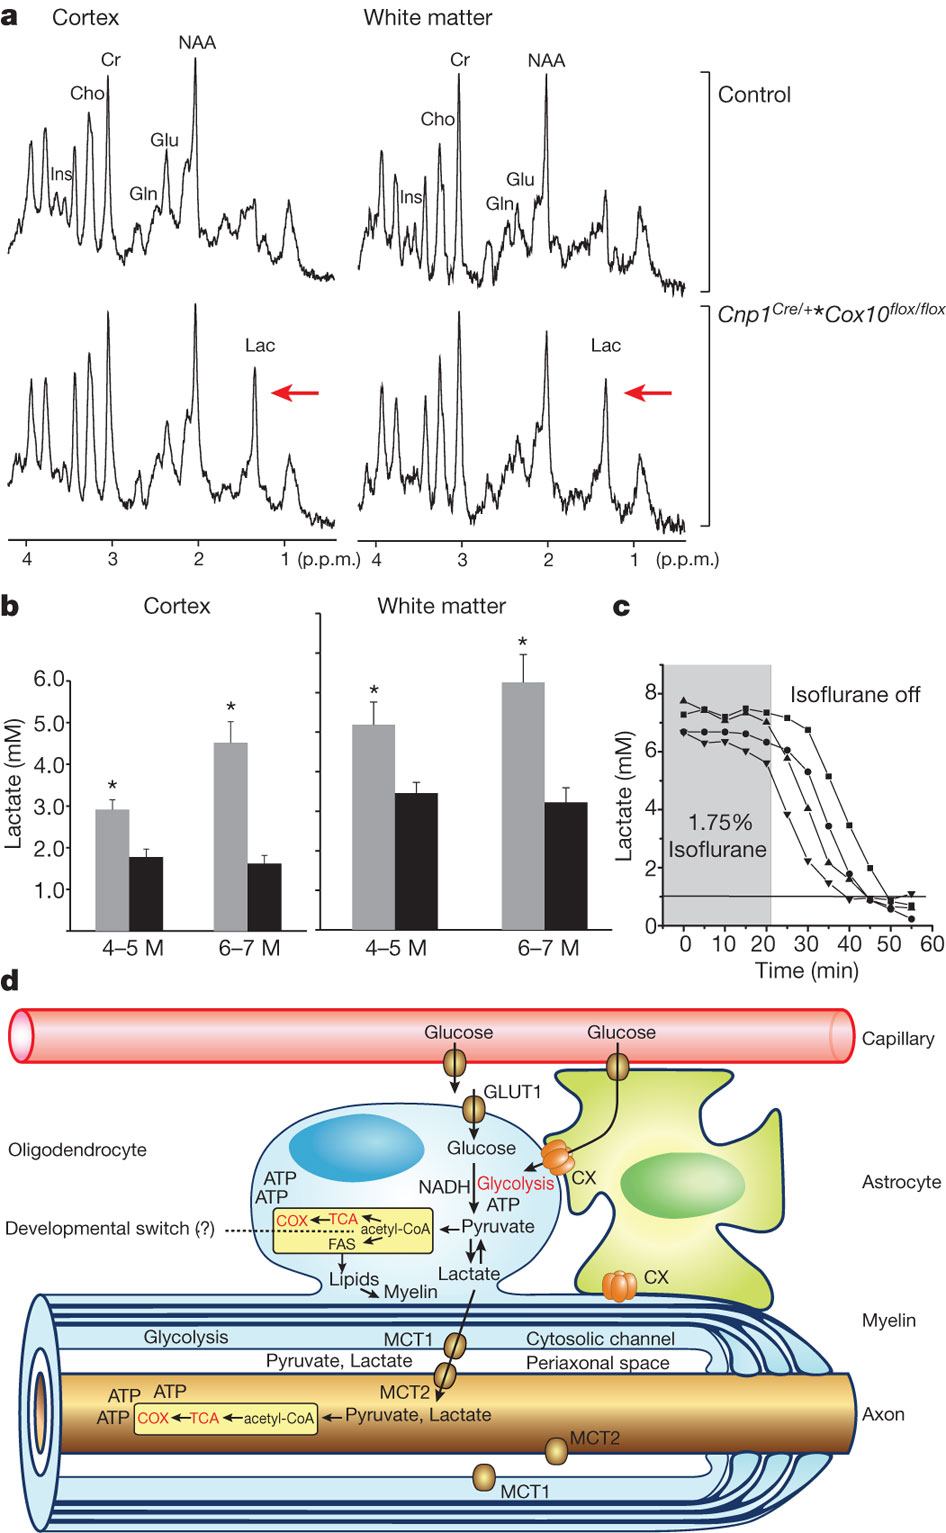 a
Cortex
White matter
NAA
Cr
Cho
Glu
Ins
Gln
Cr
NAA
Cho
Glu
Ins
Gln
Control
Cnp1Cre/+*Cox10flox/flox
Lac
Lac
4 3 2 1 (p.p.m.)
4 3 2 1 (p.p.m.)
b
Cortex
White matter
Lactate (mM)
6.0
5.0
4.0
3.0
2.0
1.0
* *
* *
4–5 M 6–7 M
4–5 M 6–7 M
c
Lactate (mM)
8
6
4
2
0
Isoflurane off
1.75%
Isoflurane
0 10 20 30 40 50 60
Time (min)
d
Glucose
Glucose
Capillary
GLUT1
Oligodendrocyte
Glucose
CX
Astrocyte
ATP
ATP
NADH
Glycolysis
ATP
Developmental switch (?)
COX TCA
acetyl-CoA
FAS
Pyruvate
Lipids
Myelin
Lactate
CX
Myelin
Glycolysis
MCT1
Cytosolic channel
Pyruvate, Lactate
Periaxonal space
MCT2
ATP
ATP
ATP
COX TCA acetyl-CoA
Pyruvate, Lactate
Axon
MCT2
MCT1